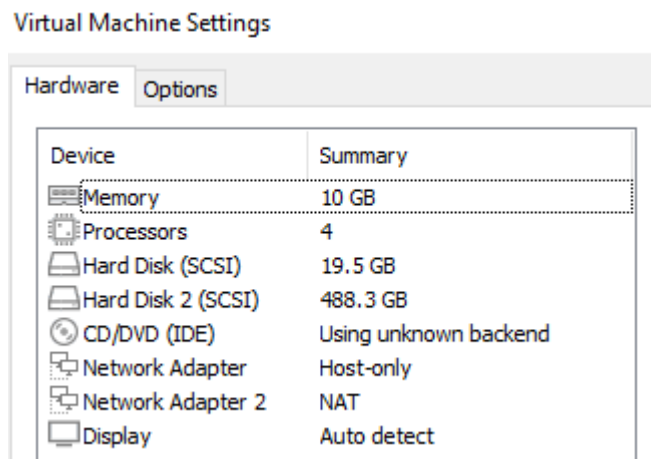 Virtual Machine Settings
Hardware Options
Device Summary
Memory 10 GB
Processors 4
Hard Disk (SCSI) 19.5 GB
Hard Disk 2 (SCSI) 488.3 GB
CD/DVD (IDE) Using unknown backend
Network Adapter Host-only
Network Adapter 2 NAT
Display Auto detect